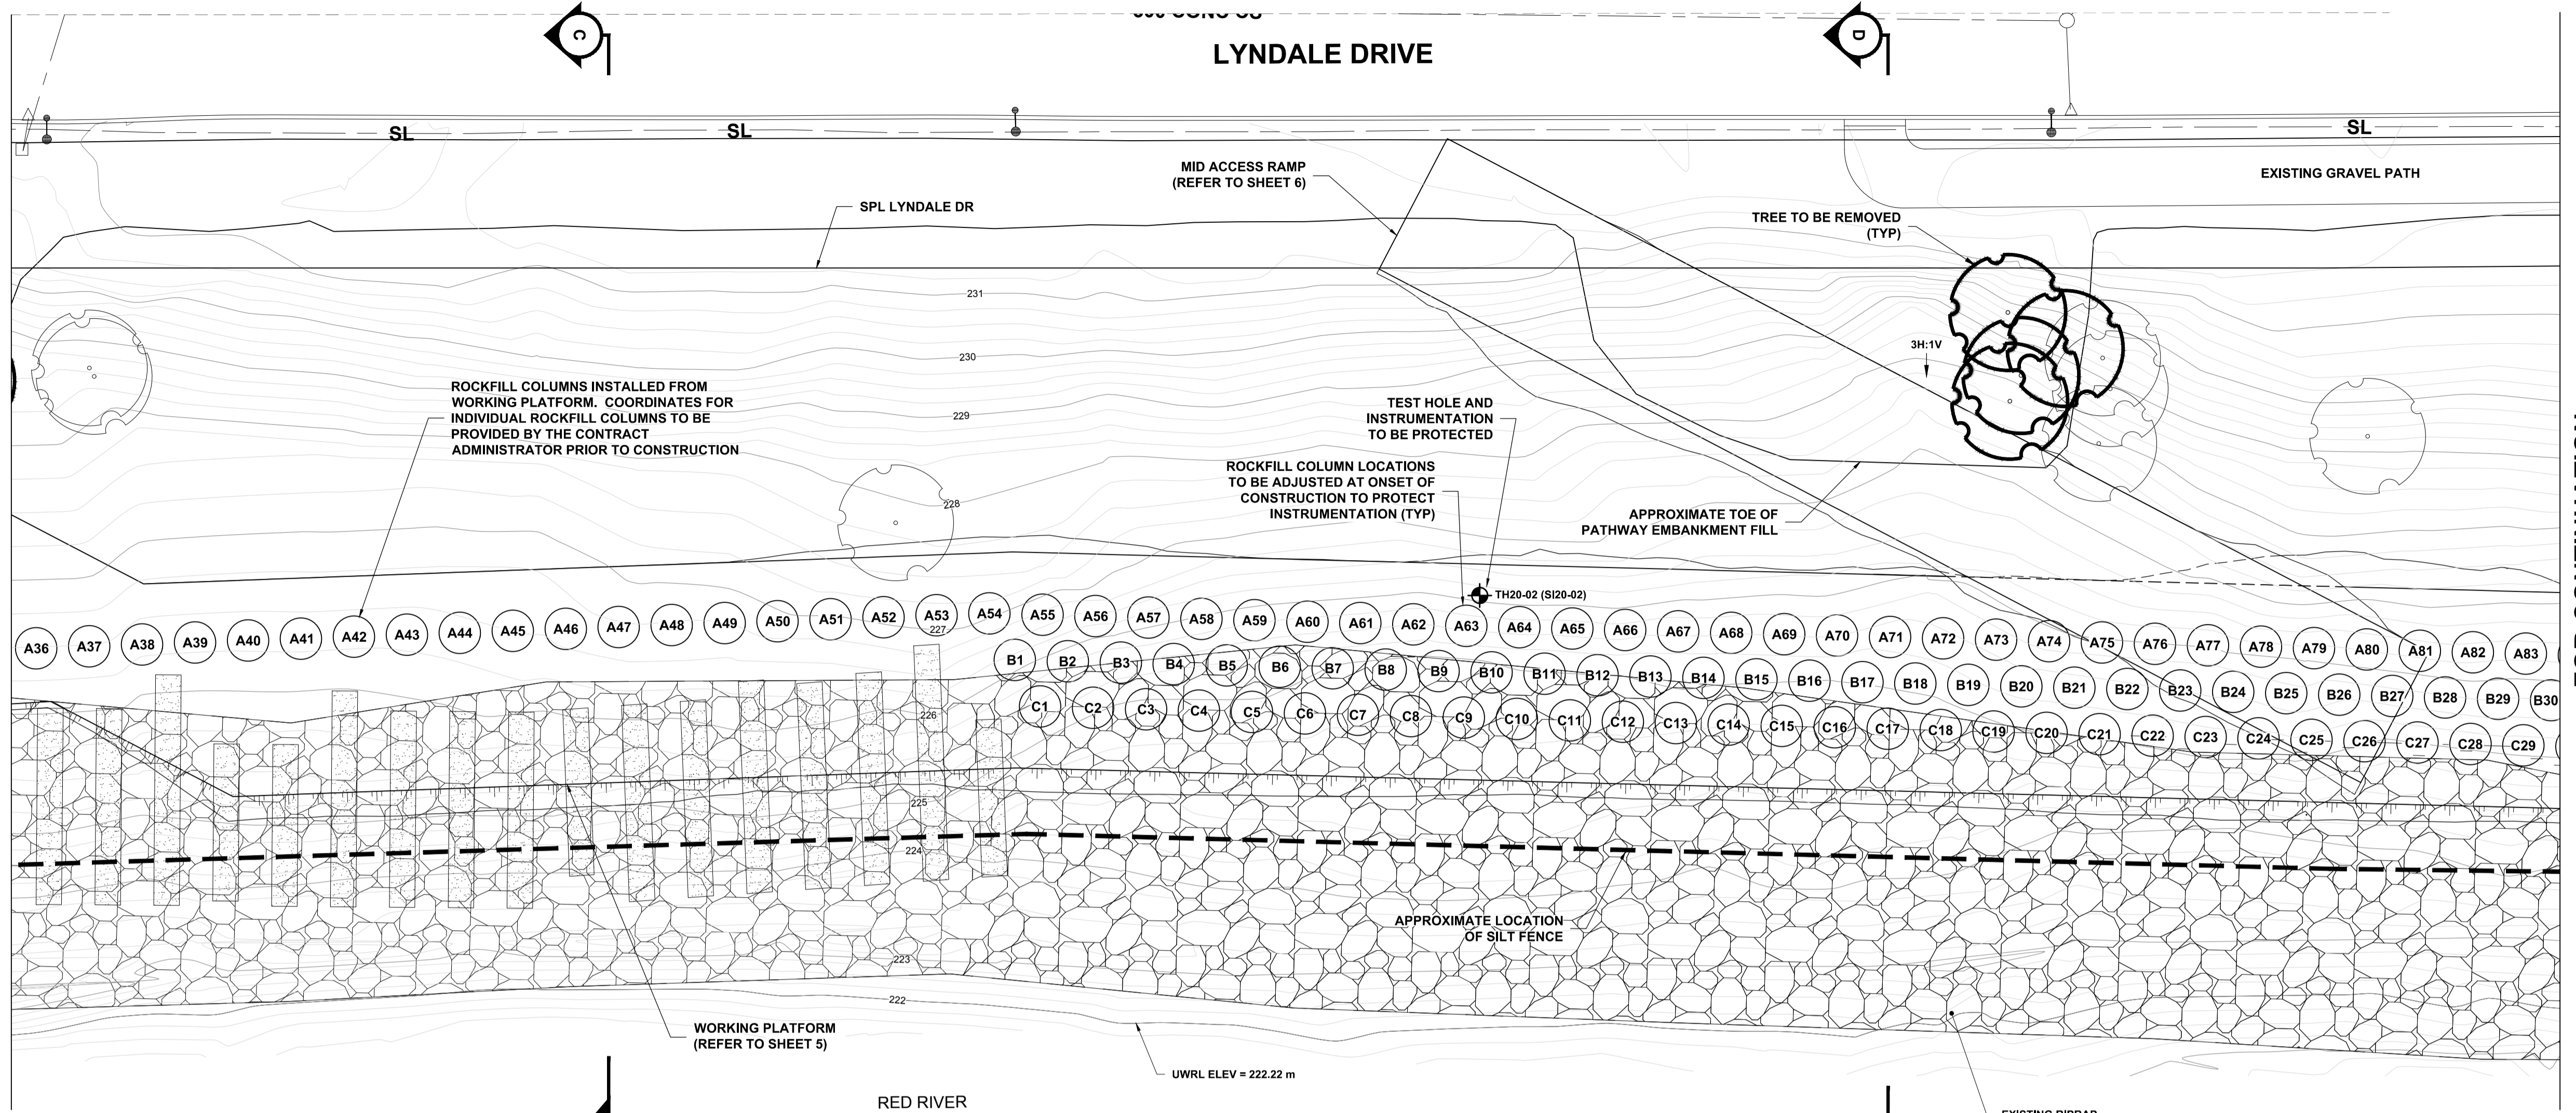 C
D
LYNDALE DRIVE
SL
SL
SL
MID ACCESS RAMP
(REFER TO SHEET 6)
EXISTING GRAVEL PATH
SPL LYNDALE DR
TREE TO BE REMOVED
(TYP)
231
230
229
228
3H:1V
ROCKFILL COLUMNS INSTALLED FROM
WORKING PLATFORM. COORDINATES FOR
INDIVIDUAL ROCKFILL COLUMNS TO BE
PROVIDED BY THE CONTRACT
ADMINISTRATOR PRIOR TO CONSTRUCTION
TEST HOLE AND
INSTRUMENTATION
TO BE PROTECTED
ROCKFILL COLUMN LOCATIONS
TO BE ADJUSTED AT ONSET OF
CONSTRUCTION TO PROTECT
INSTRUMENTATION (TYP)
APPROXIMATE TOE OF
PATHWAY EMBANKMENT FILL
TH20-02 (SI20-02)
A36 A37 A38 A39 A40 A41 A42 A43 A44 A45 A46 A47 A48 A49 A50 A51 A52 A53 A54 A55 A56 A57 A58 A59 A60 A61 A62 A63 A64 A65 A66 A67 A68 A69 A70 A71 A72 A73 A74 A75 A76 A77 A78 A79 A80 A81 A82 A83
227
B1 B2 B3 B4 B5 B6 B7 B8 B9 B10 B11 B12 B13 B14 B15 B16 B17 B18 B19 B20 B21 B22 B23 B24 B25 B26 B27 B28 B29 B30
C1 C2 C3 C4 C5 C6 C7 C8 C9 C10 C11 C12 C13 C14 C15 C16 C17 C18 C19 C20 C21 C22 C23 C24 C25 C26 C27 C28 C29
226
225
224
APPROXIMATE LOCATION
OF SILT FENCE
223
222
WORKING PLATFORM
(REFER TO SHEET 5)
UWRL ELEV = 222.22 m
RED RIVER
EXISTING RIPRAP